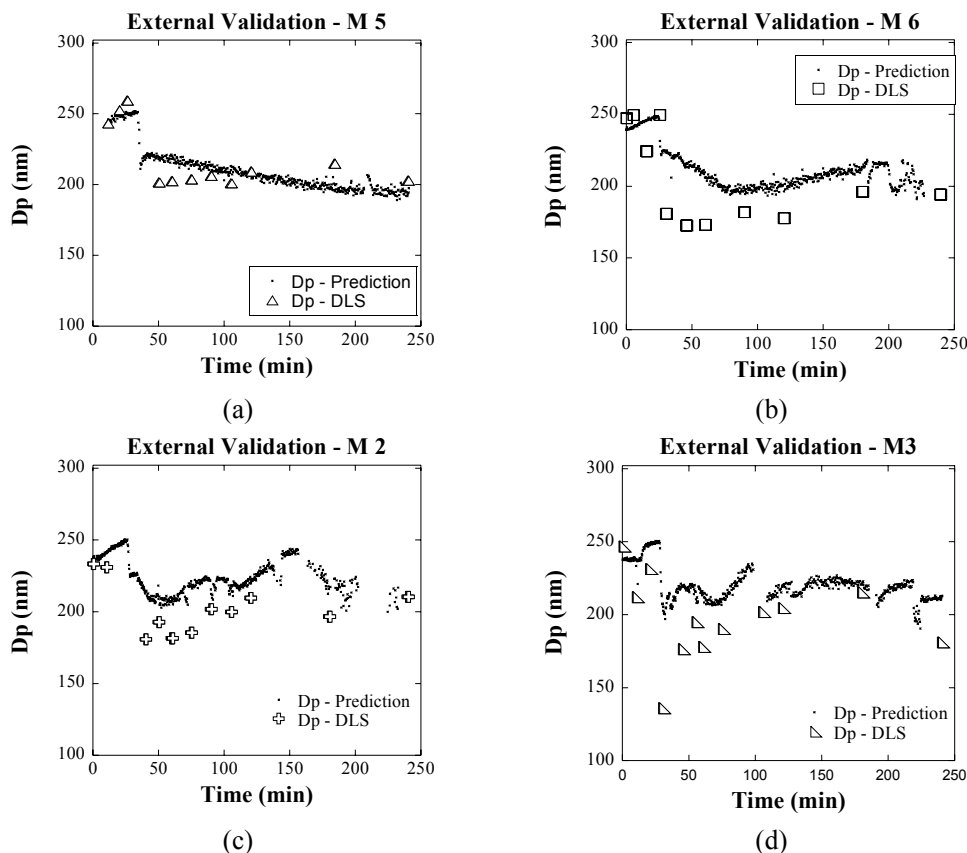 External Validation - M 5
300
250
200
150
100
0 50 100 150 200 250
Dp (nm)
Time (min)
Dp - Prediction
Dp - DLS
(a)
External Validation - M 6
300
250
200
150
100
0 50 100 150 200 250
Dp (nm)
Time (min)
Dp - Prediction
Dp - DLS
(b)
External Validation - M 2
300
250
200
150
100
0 50 100 150 200 250
Dp (nm)
Time (min)
Dp - Prediction
Dp - DLS
(c)
External Validation - M3
300
250
200
150
100
0 50 100 150 200 250
Dp (nm)
Time (min)
Dp - Prediction
Dp - DLS
(d)